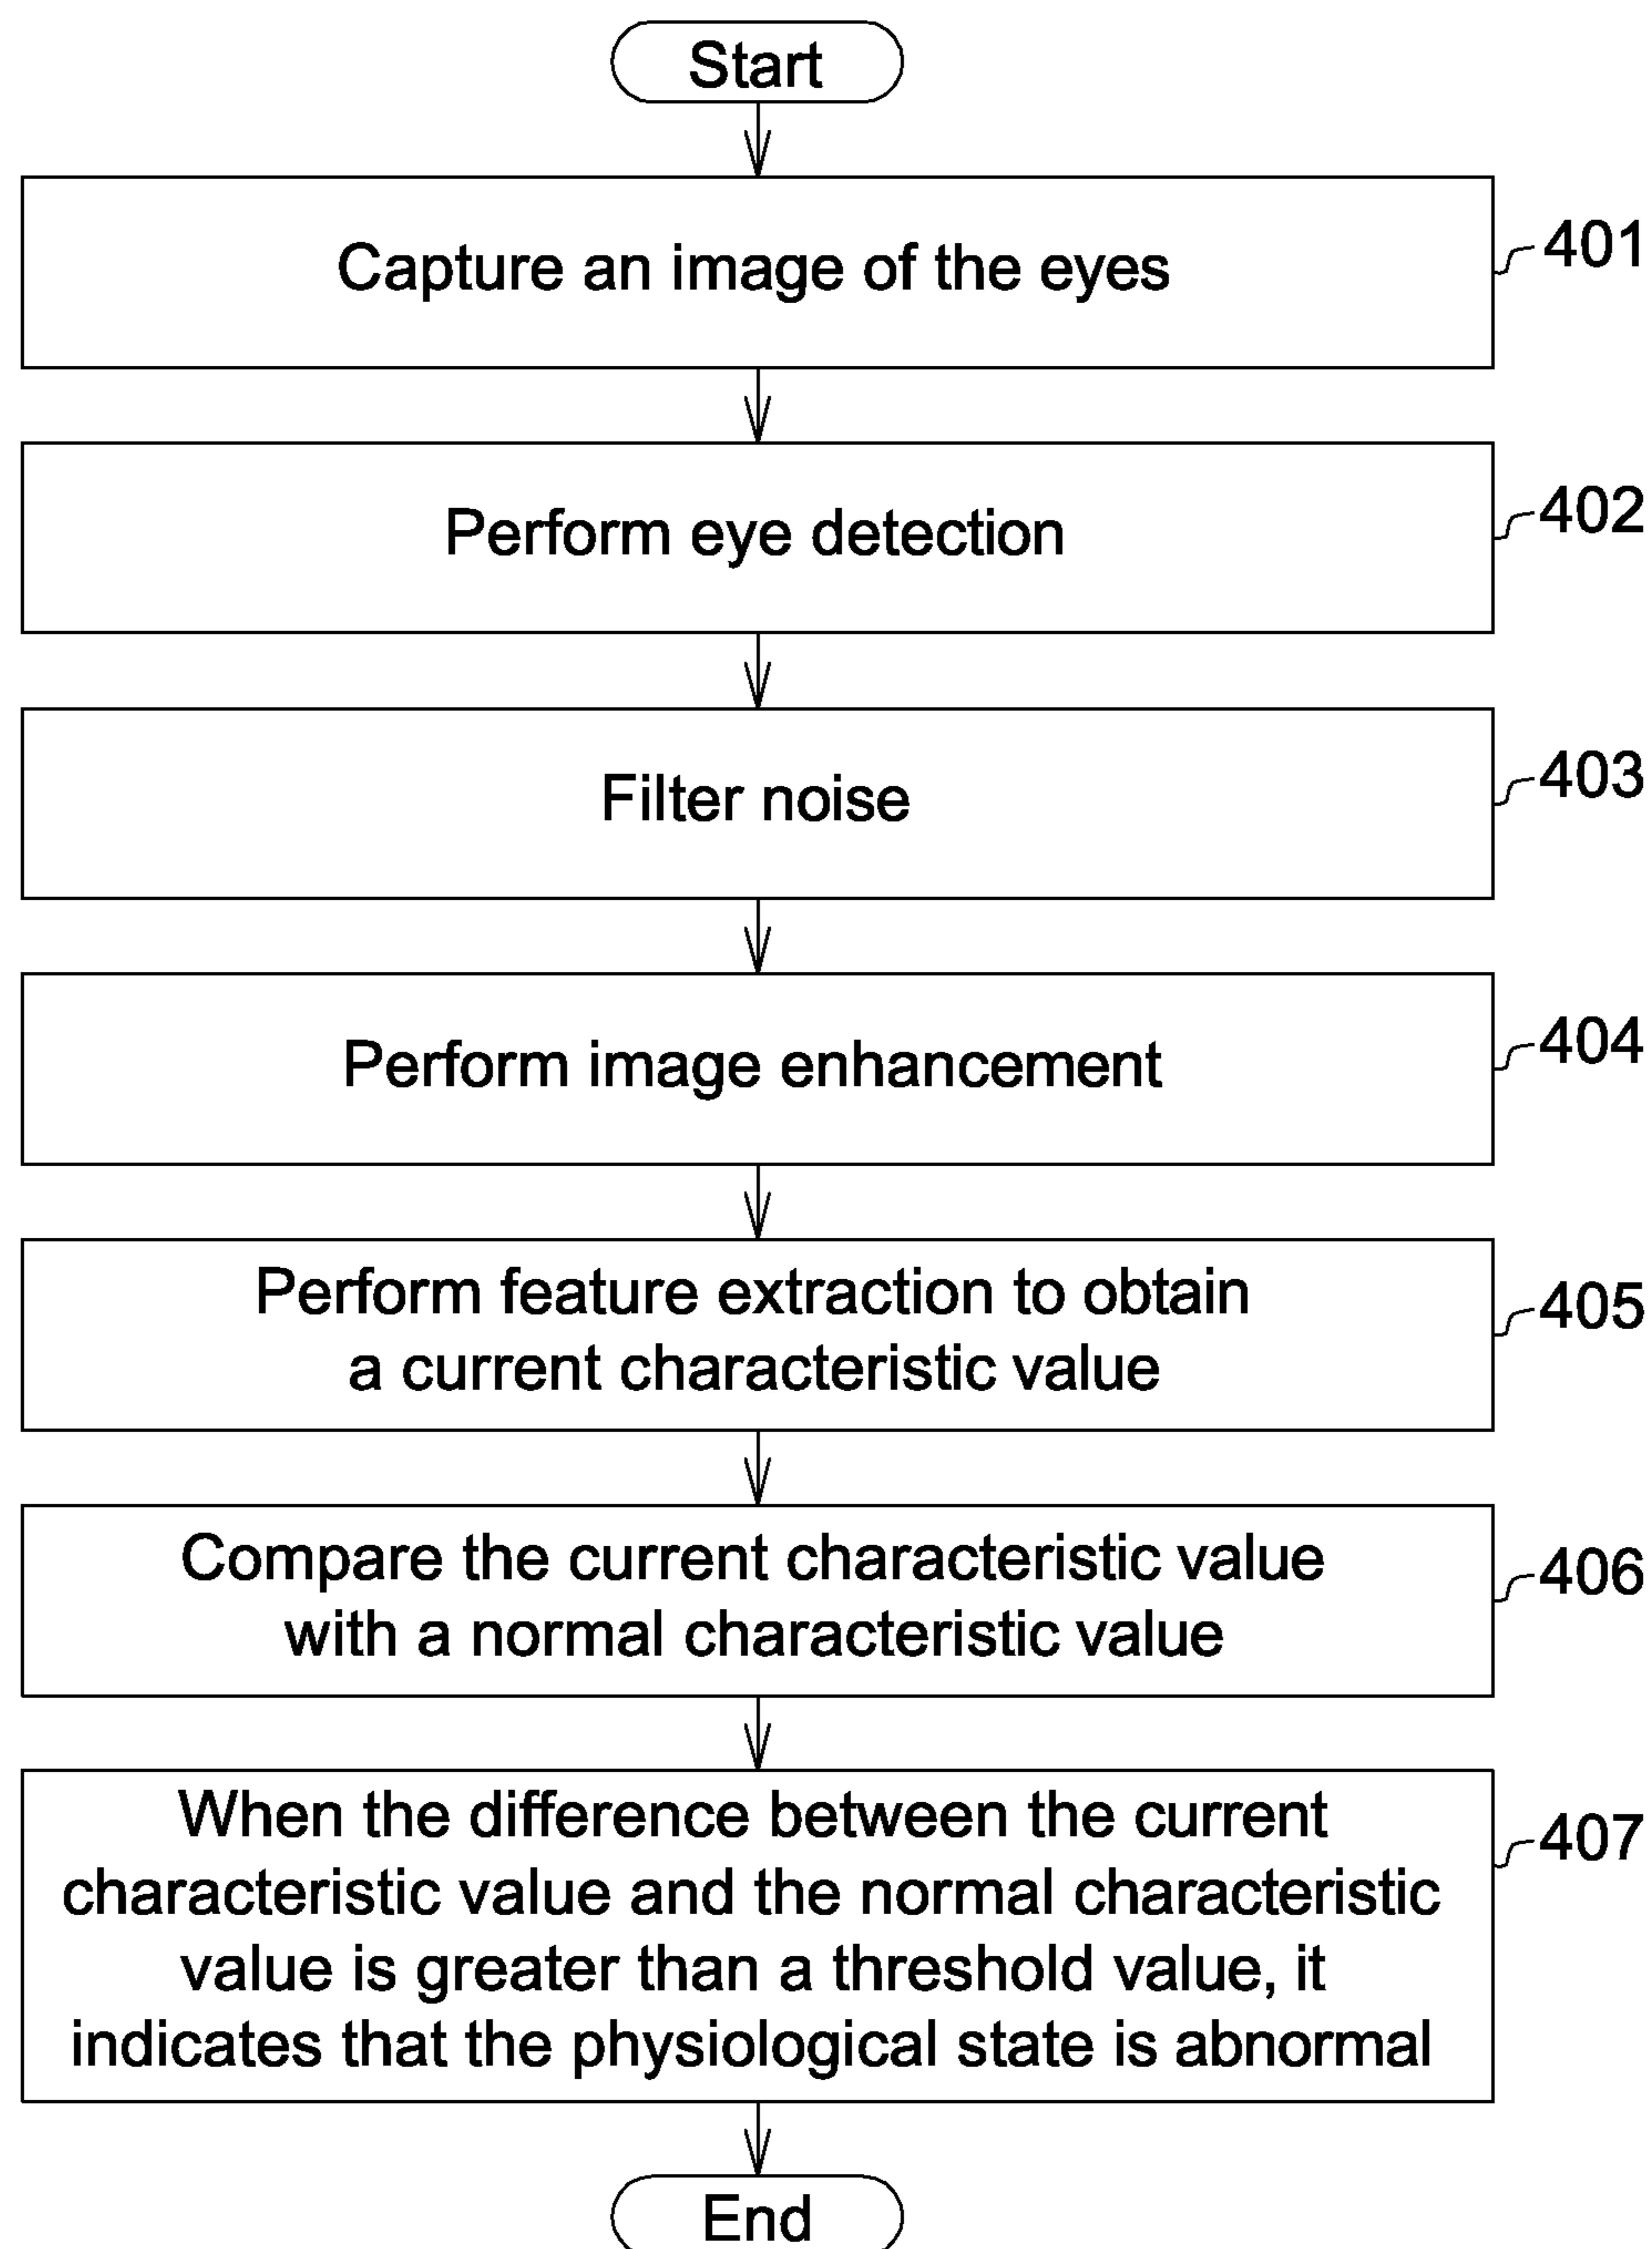 Start
Capture an image of the eyes
401
Perform eye detection
402
Filter noise
403
Perform image enhancement
404
Perform feature extraction to obtain
a current characteristic value
405
Compare the current characteristic value
with a normal characteristic value
406
When the difference between the current
characteristic value and the normal characteristic
value is greater than a threshold value, it
indicates that the physiological state is abnormal
407
End